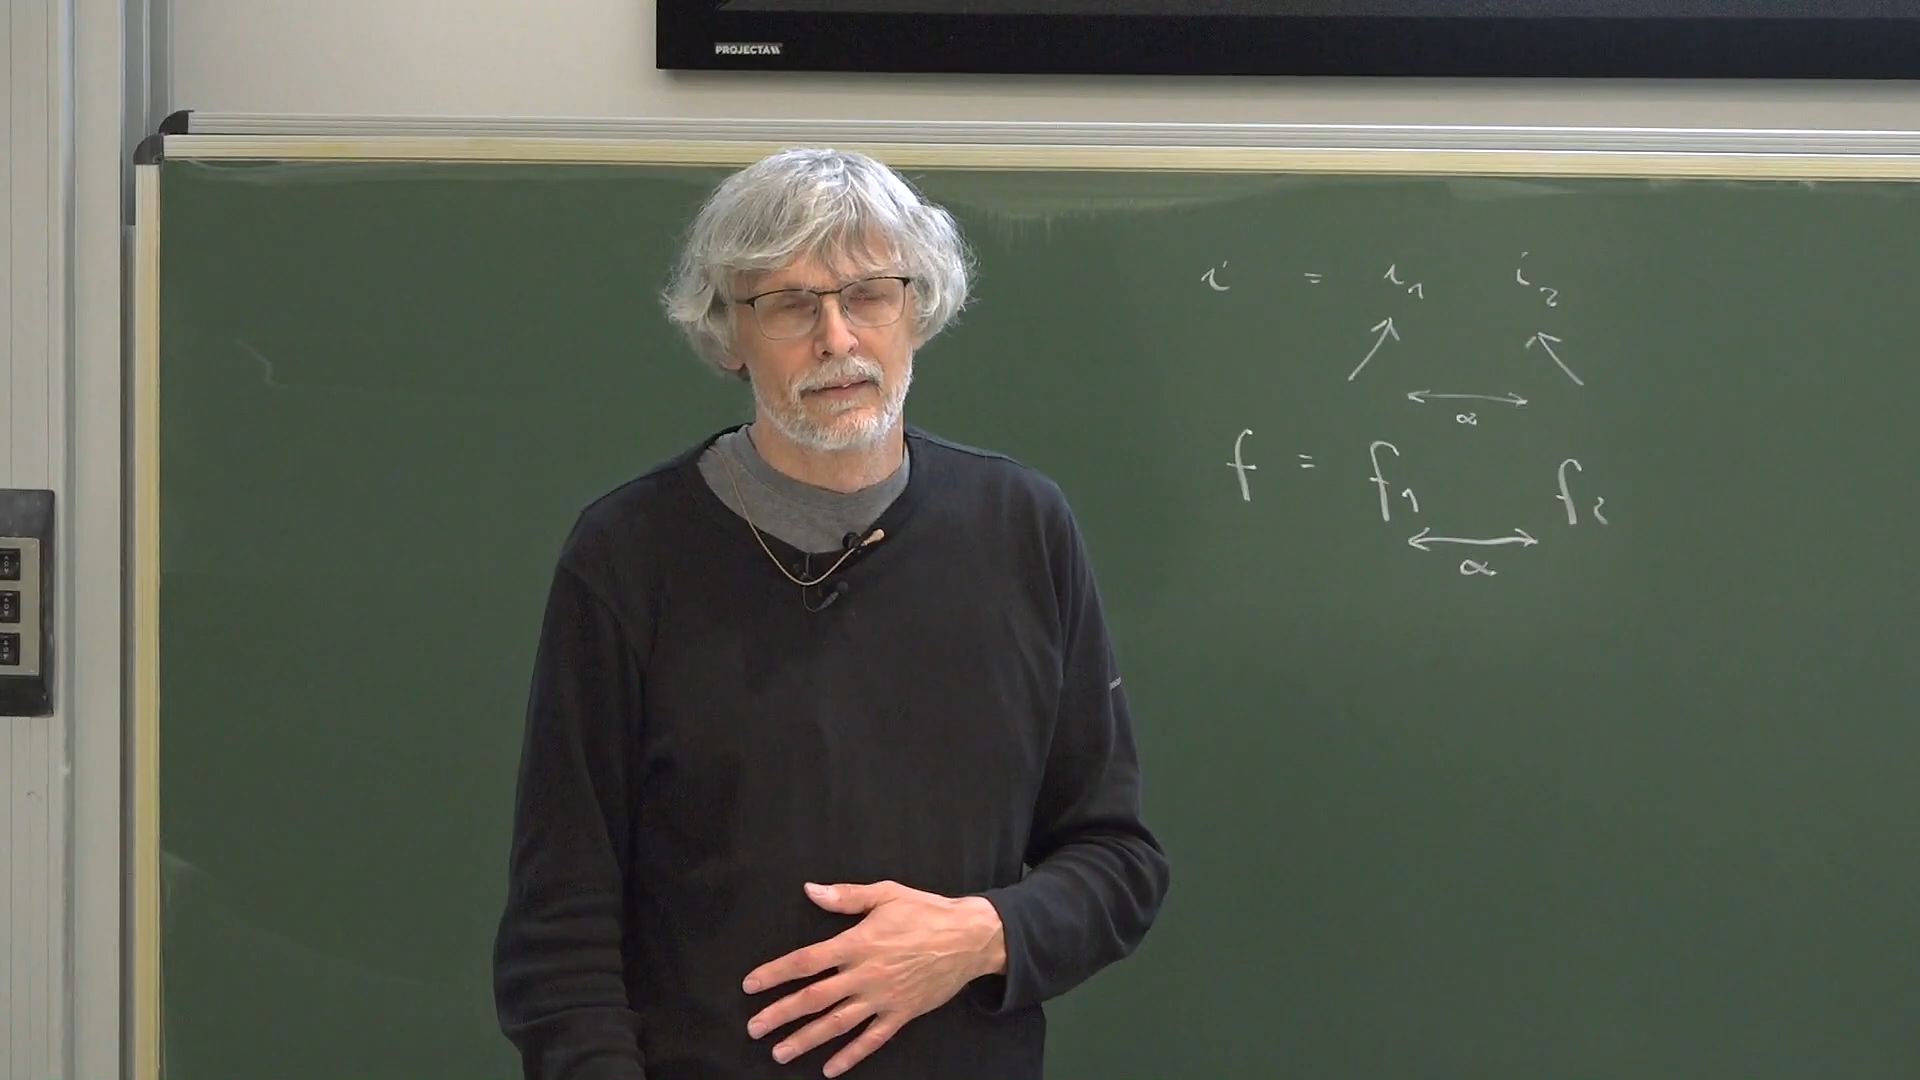 PROJECTA
i = i₁ i₂
α
f = f₁ f₂
α